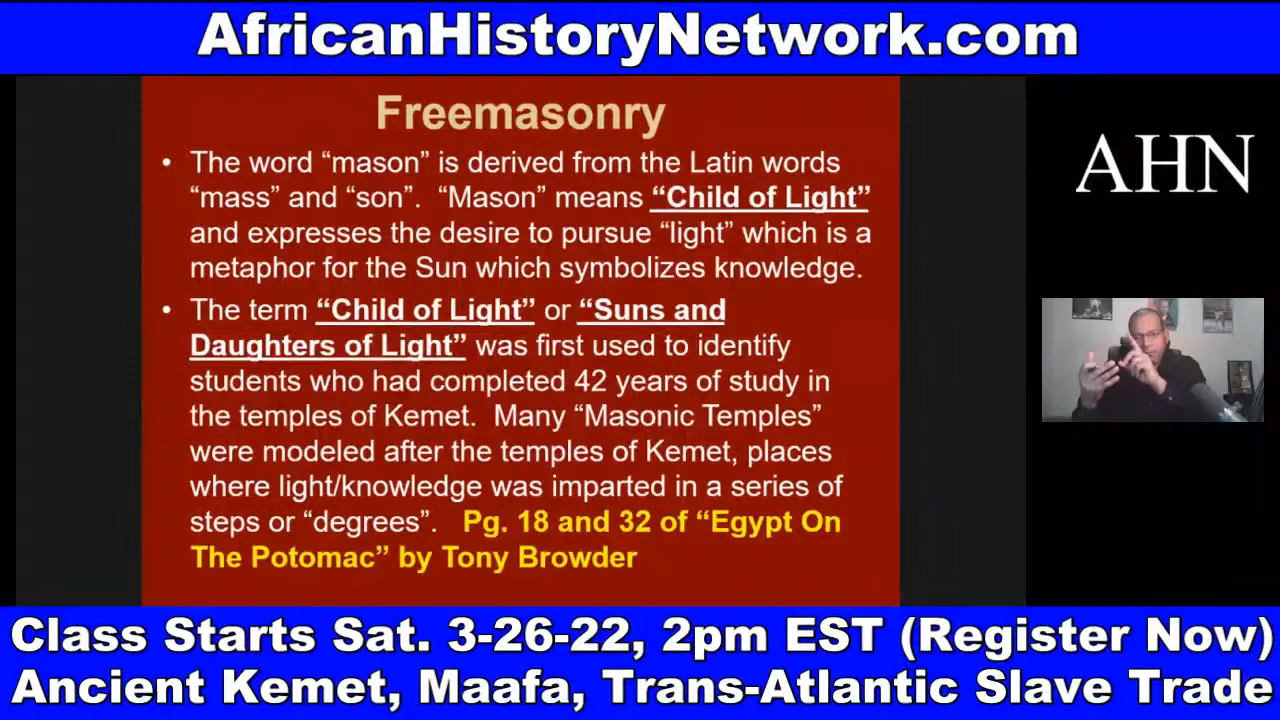 AfricanHistoryNetwork.com
Freemasonry
• The word “mason” is derived from the Latin words
“mass” and “son”.  “Mason” means “Child of Light”
and expresses the desire to pursue “light” which is a
metaphor for the Sun which symbolizes knowledge.
• The term “Child of Light” or “Suns and
Daughters of Light” was first used to identify
students who had completed 42 years of study in
the temples of Kemet.  Many “Masonic Temples”
were modeled after the temples of Kemet, places
where light/knowledge was imparted in a series of
steps or “degrees”.   Pg. 18 and 32 of “Egypt On
The Potomac” by Tony Browder
AHN
Class Starts Sat. 3-26-22, 2pm EST (Register Now)
Ancient Kemet, Maafa, Trans-Atlantic Slave Trade